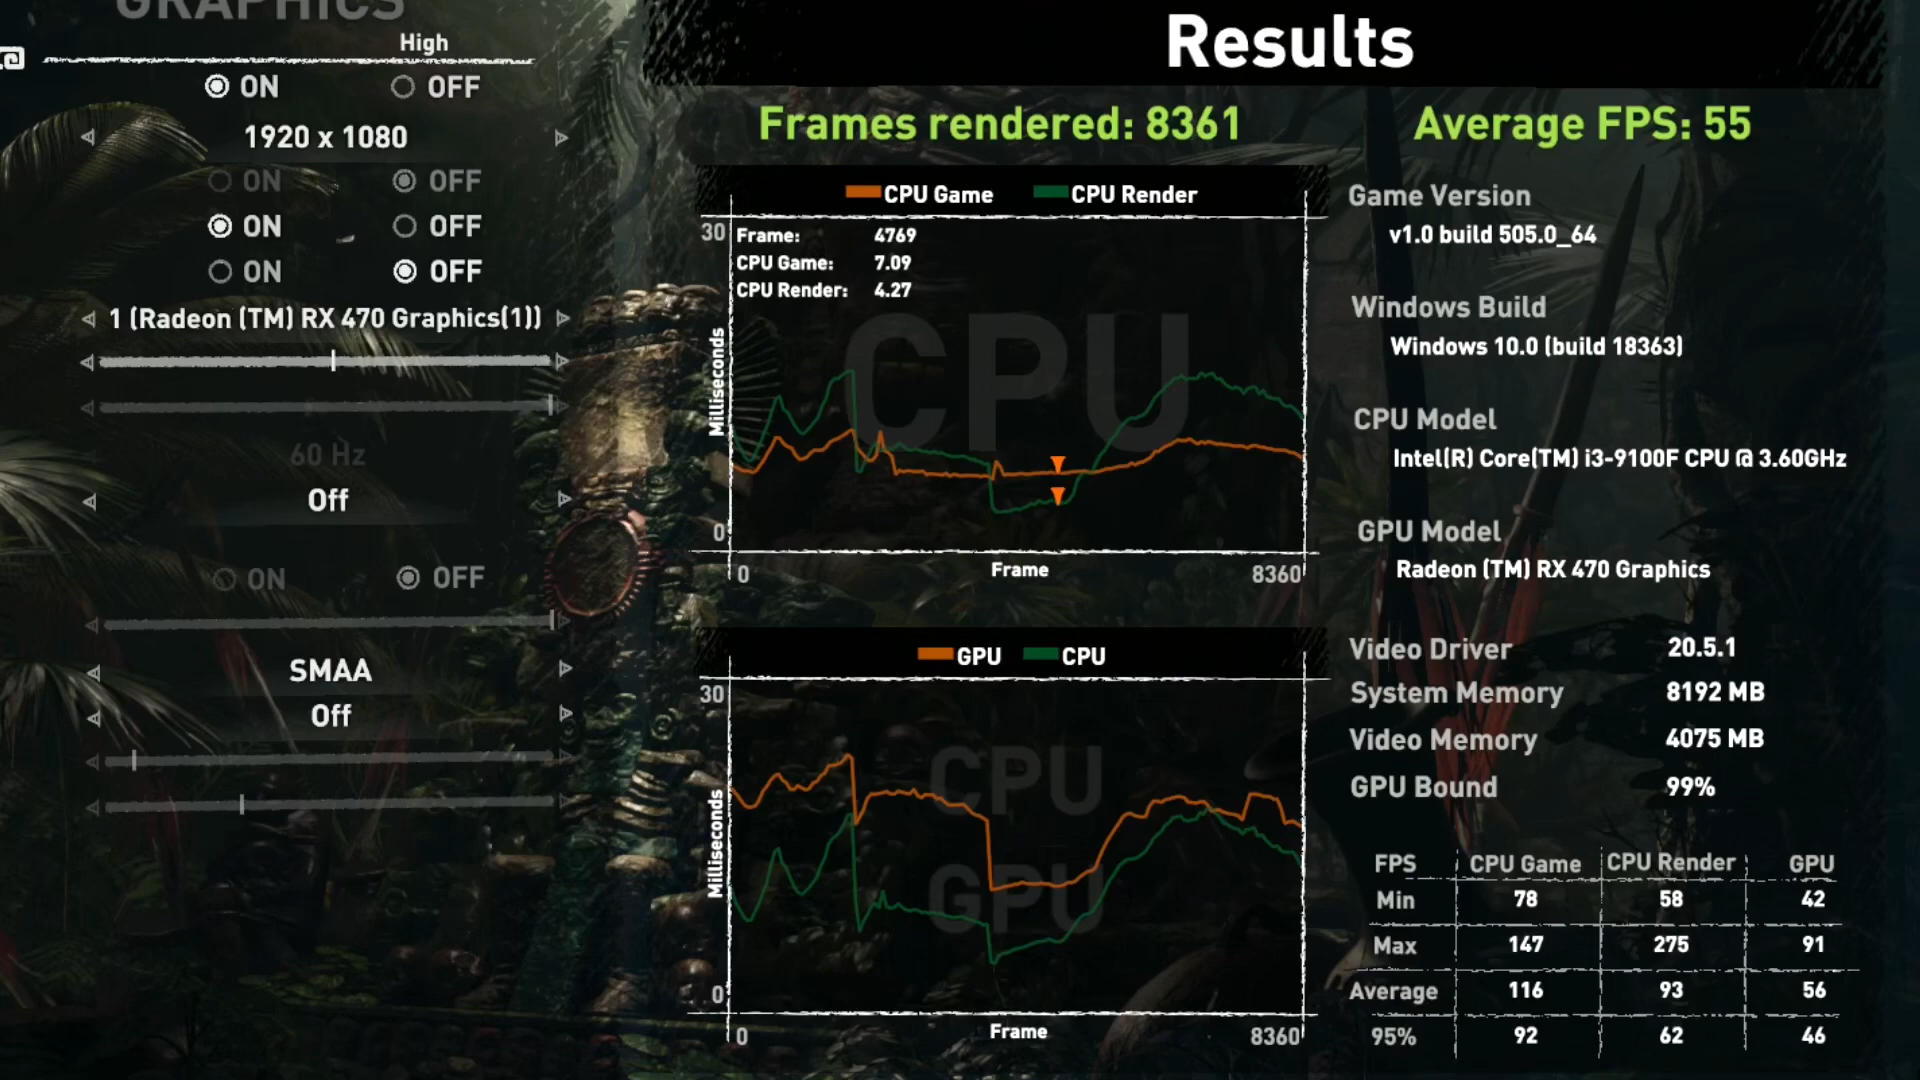 GRAPHICS
High
ON OFF
1920 x 1080
ON OFF
ON OFF
ON OFF
1 (Radeon (TM) RX 470 Graphics(1))
60 Hz
Off
ON OFF
SMAA
Off
Results
Frames rendered: 8361
Average FPS: 55
CPU Game CPU Render
30
Frame: 4769
CPU Game: 7.09
CPU Render: 4.27
CPU
Milliseconds
0
0 Frame 8360
GPU CPU
30
CPU
GPU
Milliseconds
0
0 Frame 8360
Game Version
v1.0 build 505.0_64
Windows Build
Windows 10.0 (build 18363)
CPU Model
Intel(R) Core(TM) i3-9100F CPU @ 3.60GHz
GPU Model
Radeon (TM) RX 470 Graphics
Video Driver 20.5.1
System Memory 8192 MB
Video Memory 4075 MB
GPU Bound 99%
FPS CPU Game CPU Render GPU
Min 78 58 42
Max 147 275 91
Average 116 93 56
95% 92 62 46